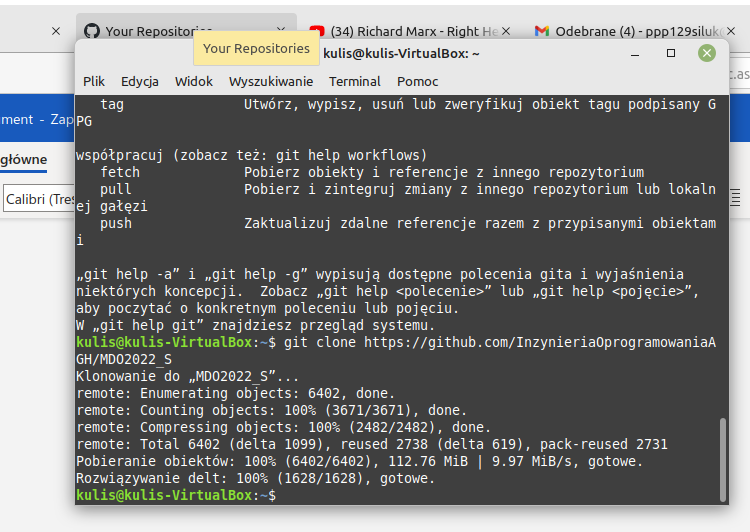 Your Repositories
(34) Richard Marx - Right He
Odebrane (4) - ppp129siluk
Your Repositories
kulis@kulis-VirtualBox: ~
Plik Edycja Widok Wyszukiwanie Terminal Pomoc
c.as
ment - Zap
główne
Calibri (Treś
tag Utwórz, wypisz, usuń lub zweryfikuj obiekt tagu podpisany G
PG
współpracuj (zobacz też: git help workflows)
fetch Pobierz obiekty i referencje z innego repozytorium
pull Pobierz i zintegruj zmiany z innego repozytorium lub lokaln
ej gałęzi
push Zaktualizuj zdalne referencje razem z przypisanymi obiektam
i
„git help -a” i „git help -g” wypisują dostępne polecenia gita i wyjaśnienia
niektórych koncepcji. Zobacz „git help <polecenie>” lub „git help <pojęcie>”,
aby poczytać o konkretnym poleceniu lub pojęciu.
W „git help git” znajdziesz przegląd systemu.
kulis@kulis-VirtualBox:~$ git clone https://github.com/InzynieriaOprogramowaniaA
GH/MDO2022_S
Klonowanie do „MDO2022_S”...
remote: Enumerating objects: 6402, done.
remote: Counting objects: 100% (3671/3671), done.
remote: Compressing objects: 100% (2482/2482), done.
remote: Total 6402 (delta 1099), reused 2738 (delta 619), pack-reused 2731
Pobieranie obiektów: 100% (6402/6402), 112.76 MiB | 9.97 MiB/s, gotowe.
Rozwiązywanie delt: 100% (1628/1628), gotowe.
kulis@kulis-VirtualBox:~$